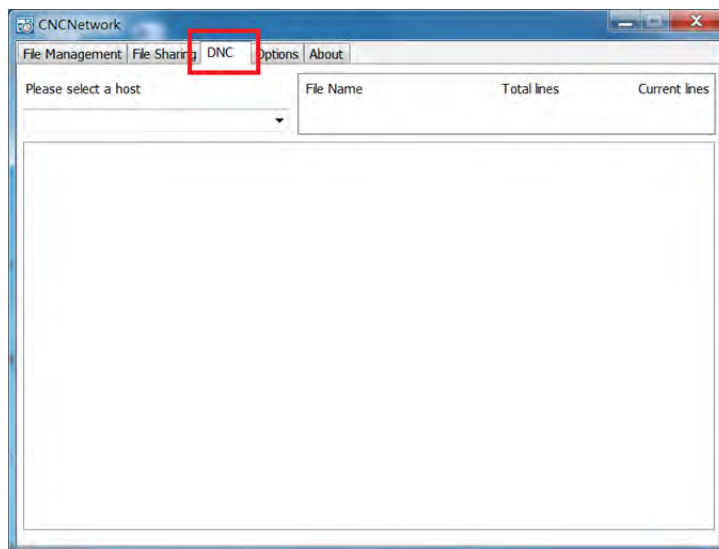 CNCNetwork
File Management File Sharing DNC Options About
Please select a host
File Name Total lines Current lines